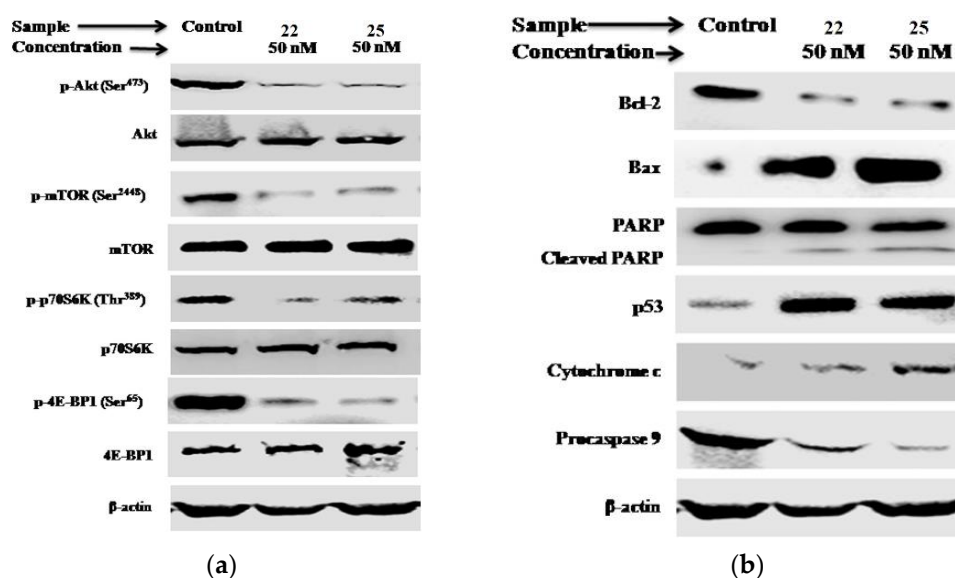 Sample Control 22 25
Concentration 50 nM 50 nM
p-Akt (Ser⁴⁷³)
Akt
p-mTOR (Ser²⁴⁴⁸)
mTOR
p-p70S6K (Thr³⁸⁹)
p70S6K
p-4E-BP1 (Ser⁶⁵)
4E-BP1
β-actin
(a)
Sample Control 22 25
Concentration 50 nM 50 nM
Bcl-2
Bax
PARP
Cleaved PARP
p53
Cytochrome c
Procaspase 9
β-actin
(b)